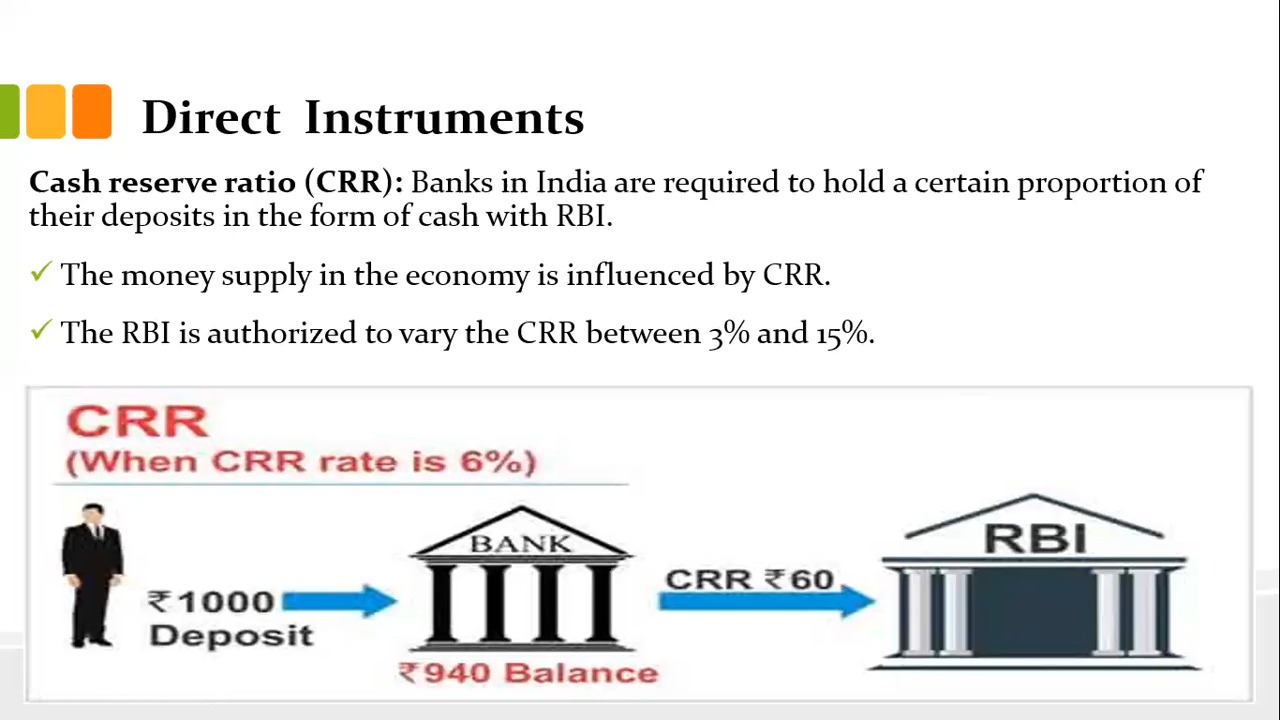 Direct Instruments
Cash reserve ratio (CRR): Banks in India are required to hold a certain proportion of
their deposits in the form of cash with RBI.
✓ The money supply in the economy is influenced by CRR.
✓ The RBI is authorized to vary the CRR between 3% and 15%.
CRR
(When CRR rate is 6%)
BANK
RBI
CRR ₹60
₹1000
Deposit
₹940 Balance